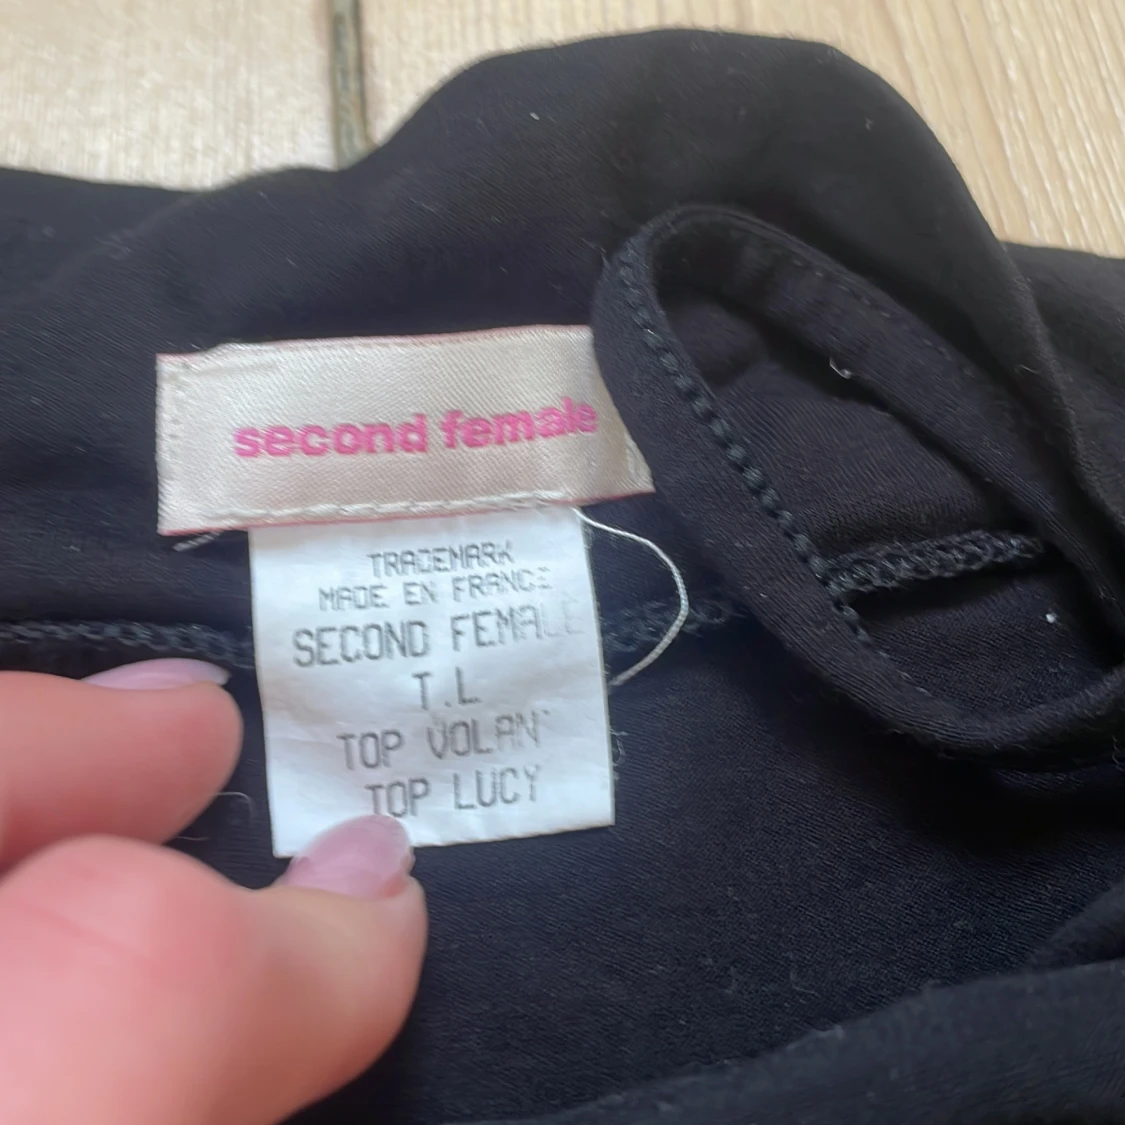 second female
TRADEMARK
MADE EN FRANCE
SECOND FEMALE
T.L
TOP VOLAN
TOP LUCY